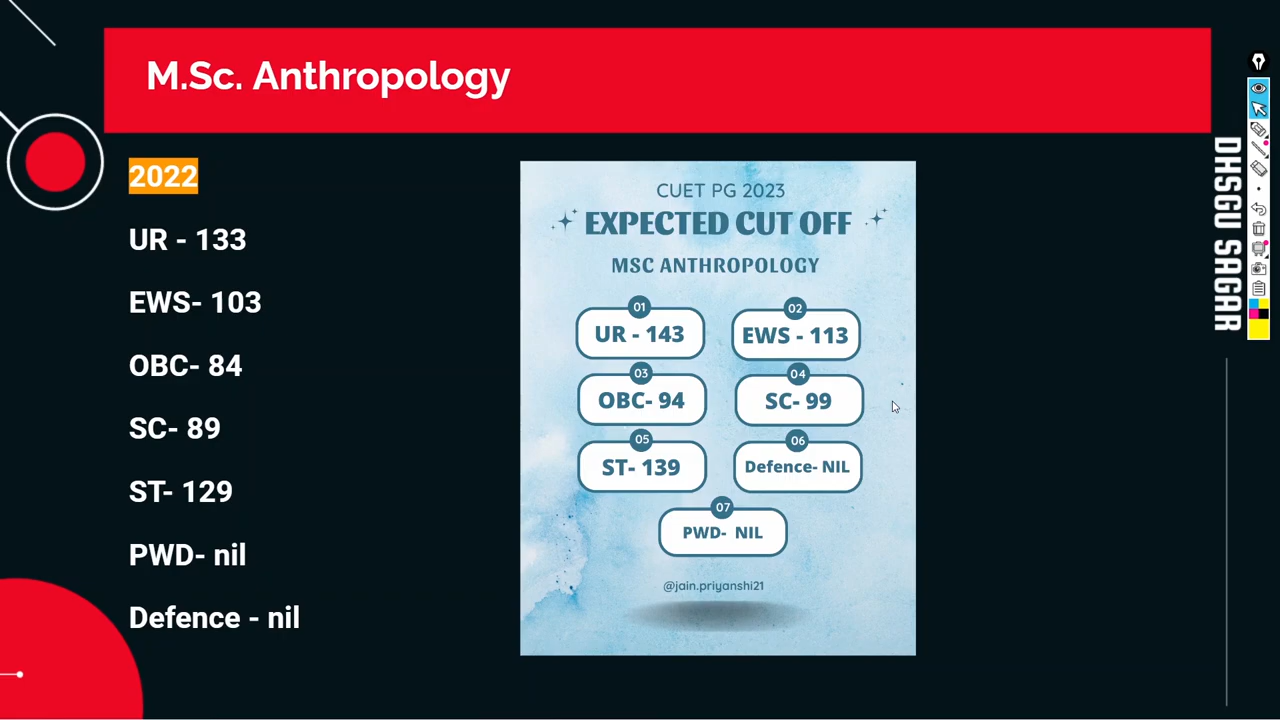 M.Sc. Anthropology
2022
UR - 133
EWS- 103
OBC- 84
SC- 89
ST- 129
PWD- nil
Defence - nil
CUET PG 2023
EXPECTED CUT OFF
MSC ANTHROPOLOGY
01
UR - 143
02
EWS - 113
03
OBC- 94
04
SC- 99
05
ST- 139
06
Defence- NIL
07
PWD- NIL
@jain.priyanshi21
DHSGU SAGAR